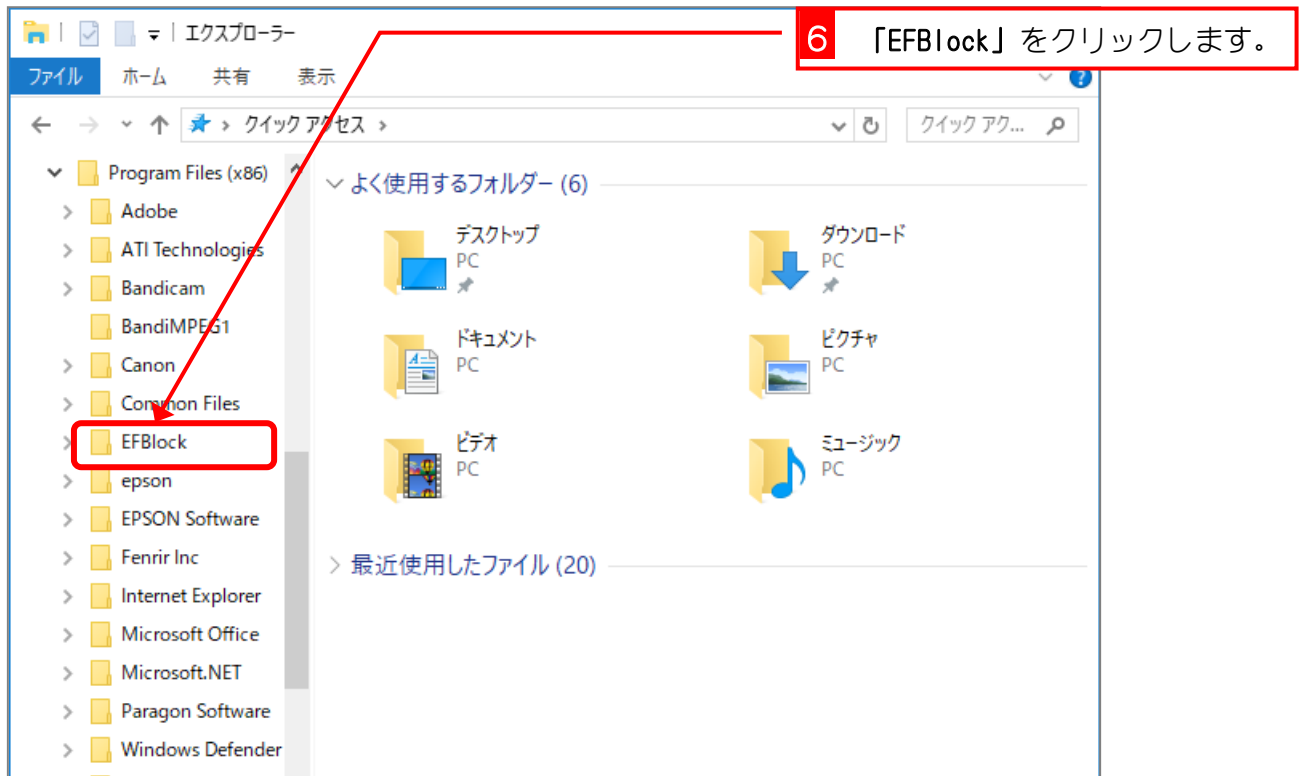 エクスプローラー
6 「EFBlock」をクリックします。
ファイル ホーム 共有 表示
クイック アクセス
クイック アク...
Program Files (x86)
Adobe
ATI Technologies
Bandicam
BandiMPEG1
Canon
Common Files
EFBlock
epson
EPSON Software
Fenrir Inc
Internet Explorer
Microsoft Office
Microsoft.NET
Paragon Software
Windows Defender
よく使用するフォルダー (6)
デスクトップ
PC
ダウンロード
PC
ドキュメント
PC
ピクチャ
PC
ビデオ
PC
ミュージック
PC
最近使用したファイル (20)